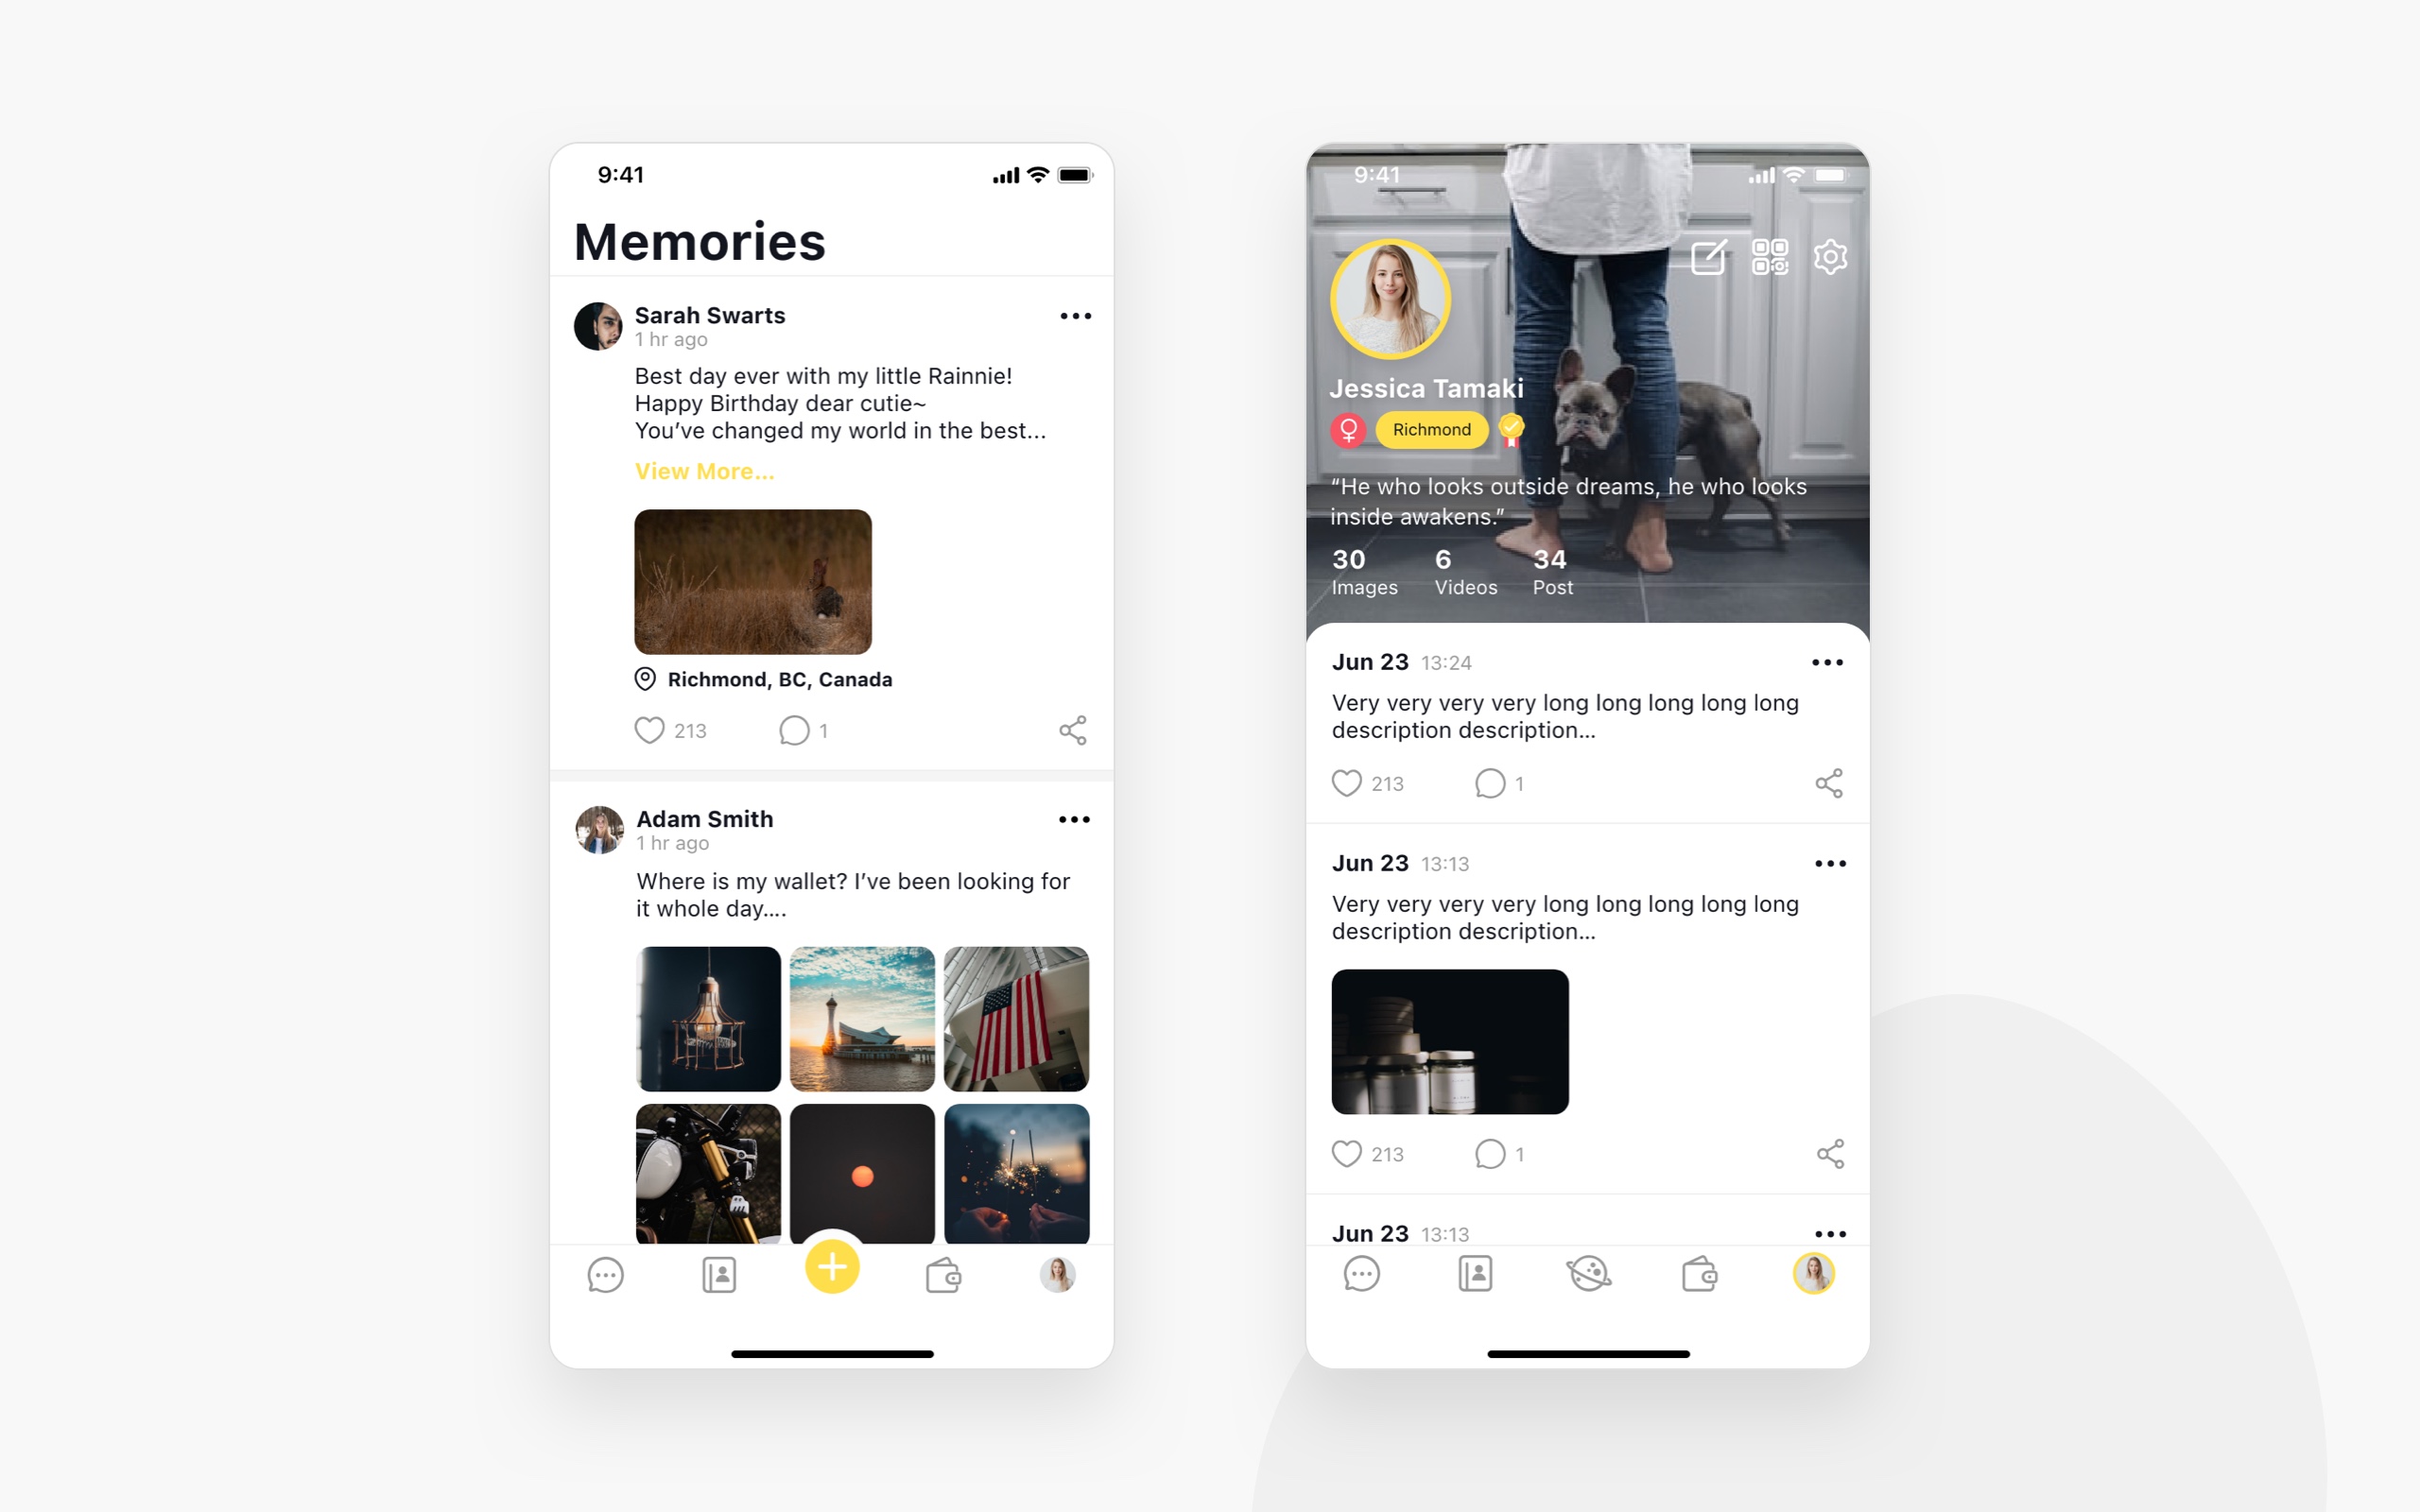 9:41
Memories
Sarah Swarts
1 hr ago
Best day ever with my little Rainnie!
Happy Birthday dear cutie~
You’ve changed my world in the best...
View More...
Richmond, BC, Canada
213 1
Adam Smith
1 hr ago
Where is my wallet? I’ve been looking for
it whole day....
9:41
Jessica Tamaki
Richmond
“He who looks outside dreams, he who looks
inside awakens.”
30 6 34
Images Videos Post
Jun 23 13:24
Very very very very long long long long long
description description...
213 1
Jun 23 13:13
Very very very very long long long long long
description description...
213 1
Jun 23 13:13